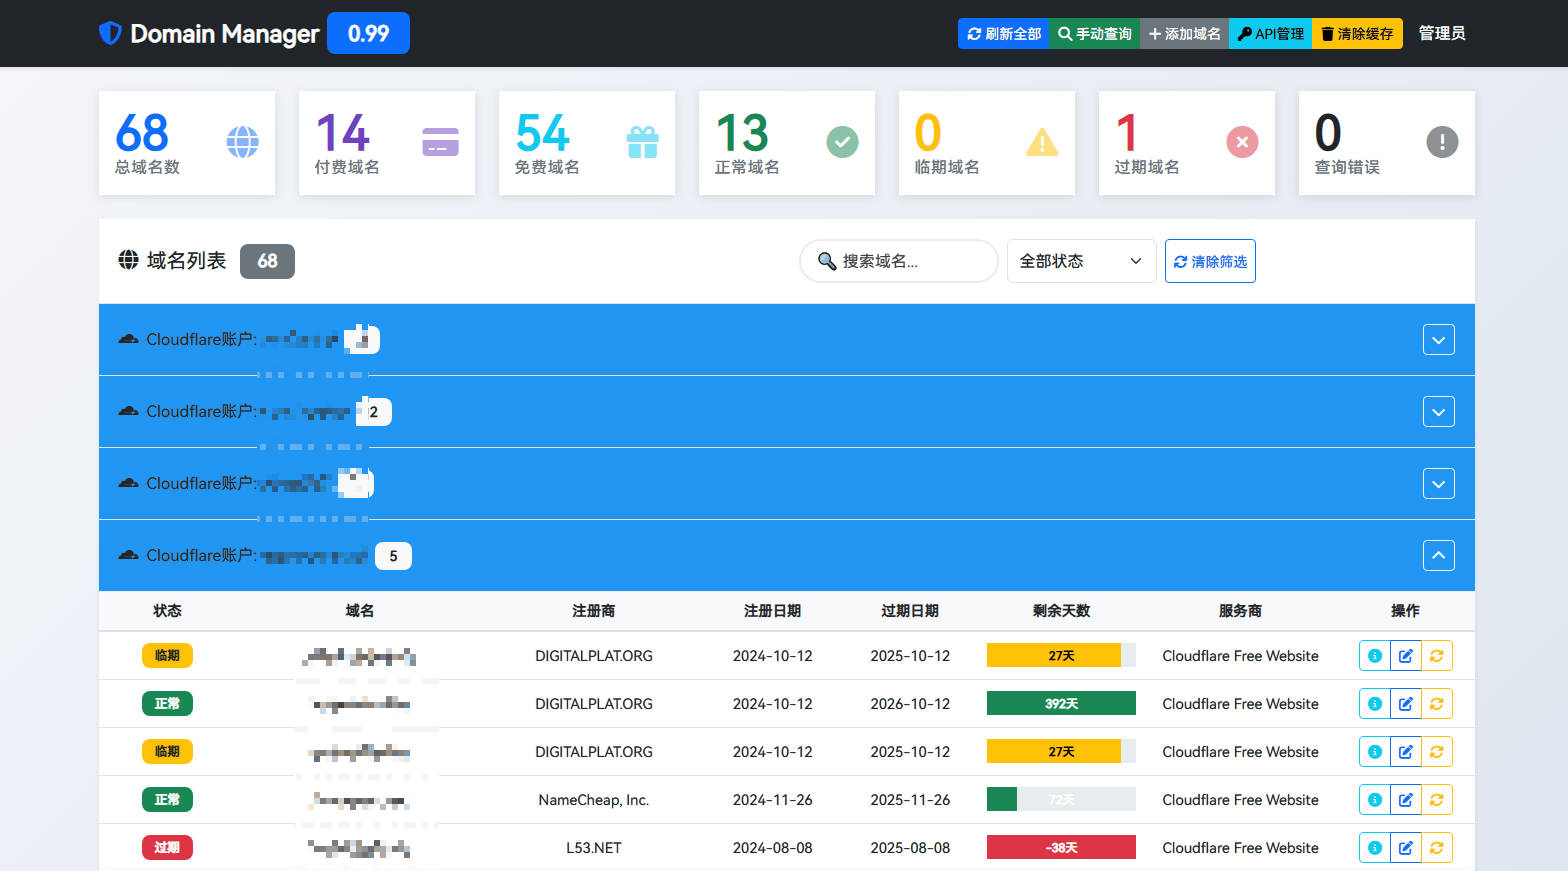 Domain Manager 0.99 刷新全部 手动查询 添加域名 API管理 清除缓存 管理员
68 14 54 13 0 1 0
总域名数 付费域名 免费域名 正常域名 临期域名 过期域名 查询错误
域名列表 68 搜索域名... 全部状态 清除筛选
Cloudflare账户:
Cloudflare账户: 2
Cloudflare账户:
Cloudflare账户: 5
状态 域名 注册商 注册日期 过期日期 剩余天数 服务商 操作
临期 DIGITALPLAT.ORG 2024-10-12 2025-10-12 27天 Cloudflare Free Website
正常 DIGITALPLAT.ORG 2024-10-12 2026-10-12 392天 Cloudflare Free Website
临期 DIGITALPLAT.ORG 2024-10-12 2025-10-12 27天 Cloudflare Free Website
正常 NameCheap, Inc. 2024-11-26 2025-11-26 72天 Cloudflare Free Website
过期 L53.NET 2024-08-08 2025-08-08 -38天 Cloudflare Free Website